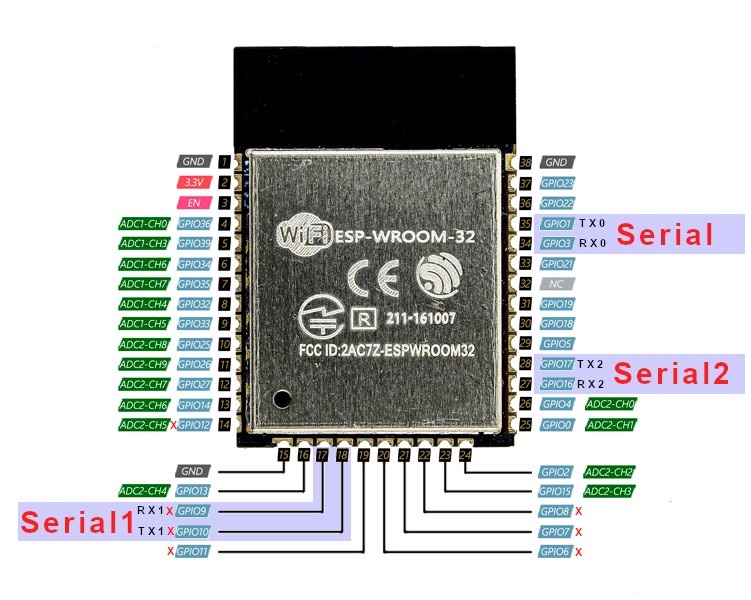 GND 1 38 GND
3.3V 2 37 GPIO23
EN 3 36 GPIO22
ADC1-CH0 GPIO36 4 35 GPIO1 TX0
ADC1-CH3 GPIO39 5 34 GPIO3 RX0
Serial
ADC1-CH6 GPIO34 6 33 GPIO21
ADC1-CH7 GPIO35 7 32 NC
ADC1-CH4 GPIO32 8 31 GPIO19
ADC1-CH5 GPIO33 9 30 GPIO18
ADC2-CH8 GPIO25 10 29 GPIO5
ADC2-CH9 GPIO26 11 28 GPIO17 TX2
ADC2-CH7 GPIO27 12 27 GPIO16 RX2
Serial2
ADC2-CH6 GPIO14 13 26 GPIO4 ADC2-CH0
ADC2-CH5 X GPIO12 14 25 GPIO0 ADC2-CH1
WiFi ESP-WROOM-32
CE
R 211-161007
FCC ID:2AC7Z-ESPWROOM32
15 16 17 18 19 20 21 22 23 24
GND GPIO2 ADC2-CH2
ADC2-CH4 GPIO13 GPIO15 ADC2-CH3
RX1 X GPIO9 GPIO8 X
Serial1
TX1 X GPIO10 GPIO7 X
X GPIO11 GPIO6 X